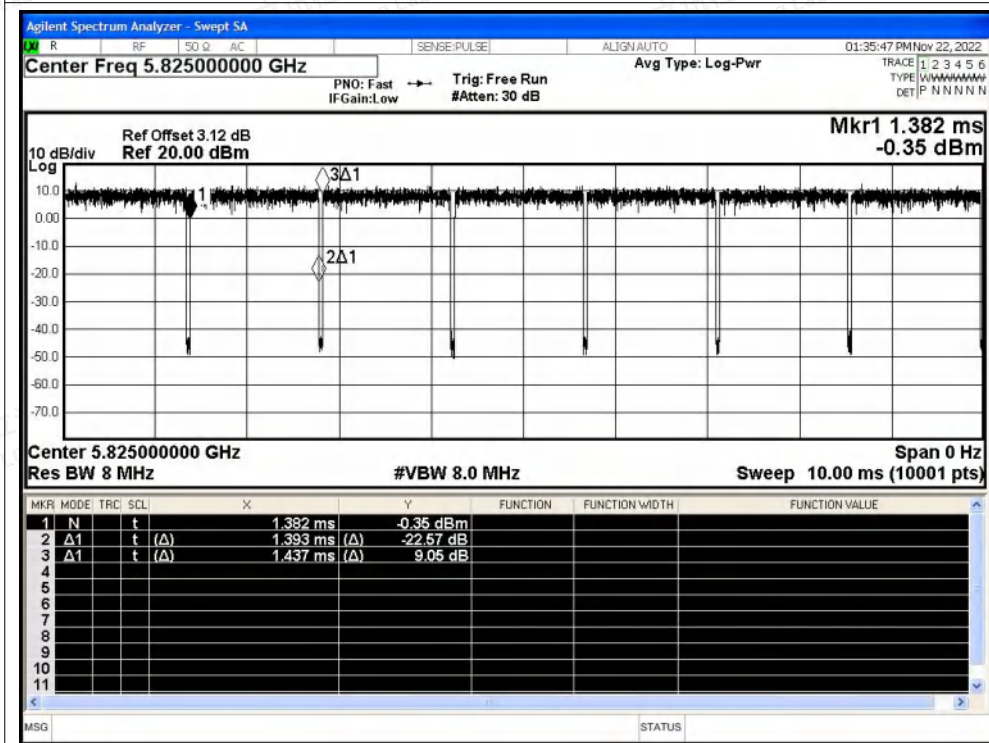 Agilent Spectrum Analyzer - Swept SA
LXI R RF 50 Ω AC SENSE:PULSE ALIGN AUTO 01:35:47 PM Nov 22, 2022
Center Freq 5.825000000 GHz Avg Type: Log-Pwr TRACE 1 2 3 4 5 6
PNO: Fast Trig: Free Run TYPE WWWWWW
IFGain:Low #Atten: 30 dB DET P N N N N N
Mkr1 1.382 ms
Ref Offset 3.12 dB
10 dB/div Ref 20.00 dBm -0.35 dBm
Log
3Δ1
10.0
1
0.00
-10.0
2Δ1
-20.0
-30.0
-40.0
-50.0
-60.0
-70.0
Center 5.825000000 GHz Span 0 Hz
Res BW 8 MHz #VBW 8.0 MHz Sweep 10.00 ms (10001 pts)
MKR MODE TRC SCL X Y FUNCTION FUNCTION WIDTH FUNCTION VALUE
1 N t 1.382 ms -0.35 dBm
2 Δ1 t (Δ) 1.393 ms (Δ) -22.57 dB
3 Δ1 t (Δ) 1.437 ms (Δ) 9.05 dB
4
5
6
7
8
9
10
11
MSG STATUS